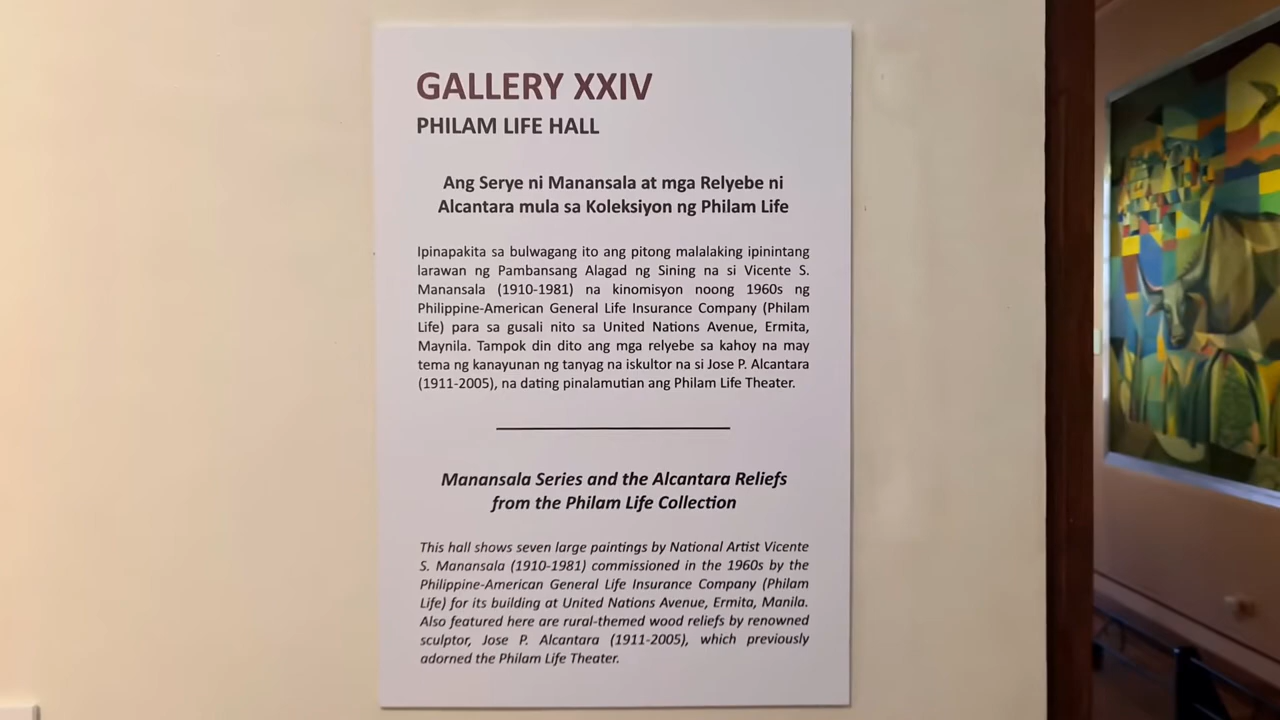 GALLERY XXIV
PHILAM LIFE HALL
Ang Serye ni Manansala at mga Relyebe ni
Alcantara mula sa Koleksiyon ng Philam Life
Ipinapakita sa bulwagang ito ang pitong malalaking ipinintang
larawan ng Pambansang Alagad ng Sining na si Vicente S.
Manansala (1910-1981) na kinomisyon noong 1960s ng
Philippine-American General Life Insurance Company (Philam
Life) para sa gusali nito sa United Nations Avenue, Ermita,
Maynila. Tampok din dito ang mga relyebe sa kahoy na may
tema ng kanayunan ng tanyag na iskultor na si Jose P. Alcantara
(1911-2005), na dating pinalamutian ang Philam Life Theater.
Manansala Series and the Alcantara Reliefs
from the Philam Life Collection
This hall shows seven large paintings by National Artist Vicente
S. Manansala (1910-1981) commissioned in the 1960s by the
Philippine-American General Life Insurance Company (Philam
Life) for its building at United Nations Avenue, Ermita, Manila.
Also featured here are rural-themed wood reliefs by renowned
sculptor, Jose P. Alcantara (1911-2005), which previously
adorned the Philam Life Theater.